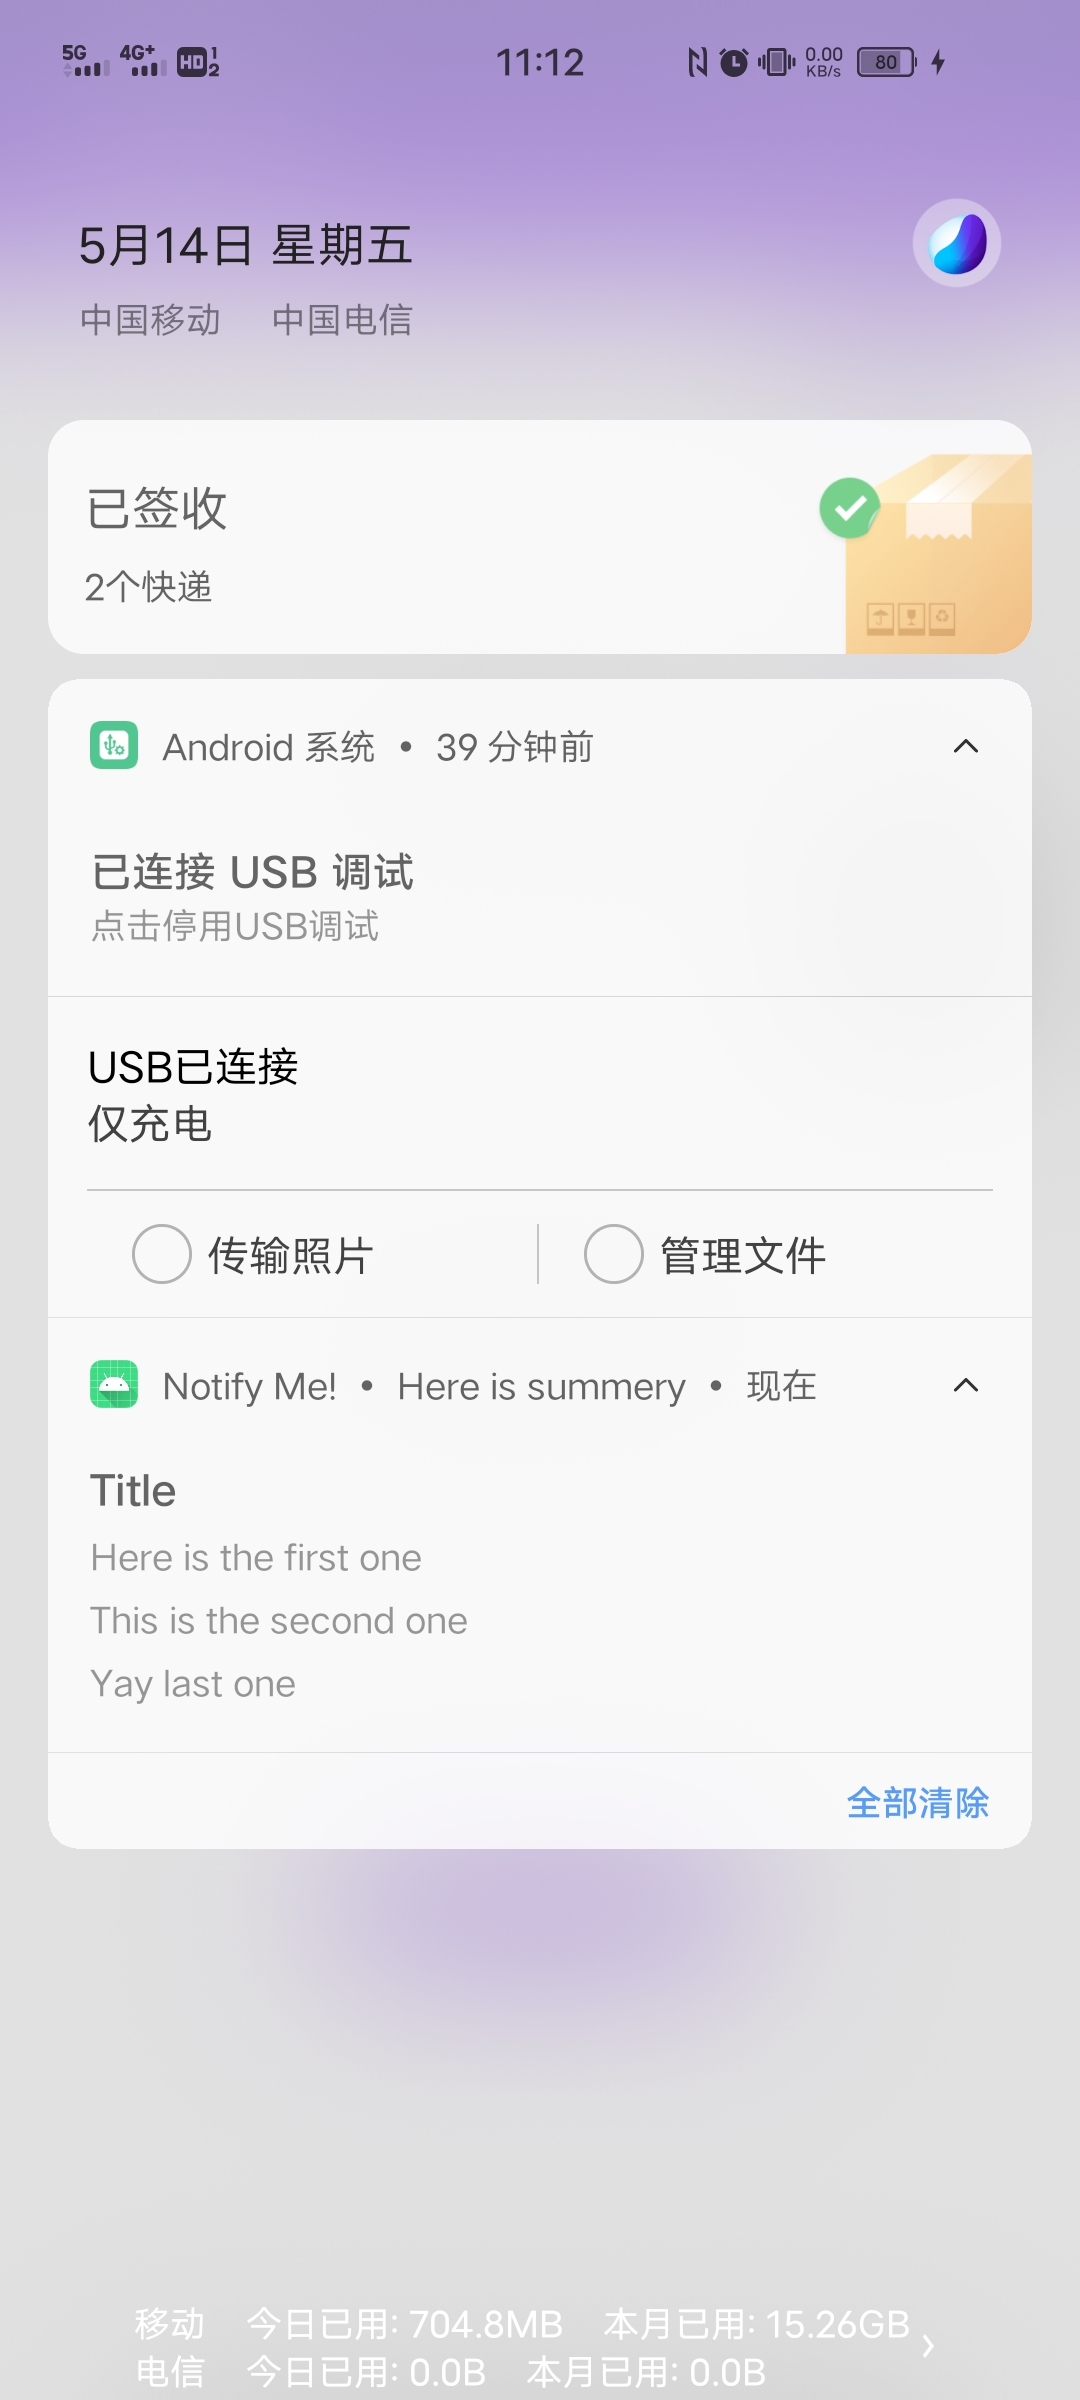 5G 4G+ HD 1 2 11:12 0.00 KB/s 80
5月14日 星期五
中国移动 中国电信
已签收
2个快递
Android 系统 • 39 分钟前
已连接 USB 调试
点击停用USB调试
USB已连接
仅充电
传输照片 管理文件
Notify Me! • Here is summery • 现在
Title
Here is the first one
This is the second one
Yay last one
全部清除
移动 今日已用: 704.8MB 本月已用: 15.26GB
电信 今日已用: 0.0B 本月已用: 0.0B